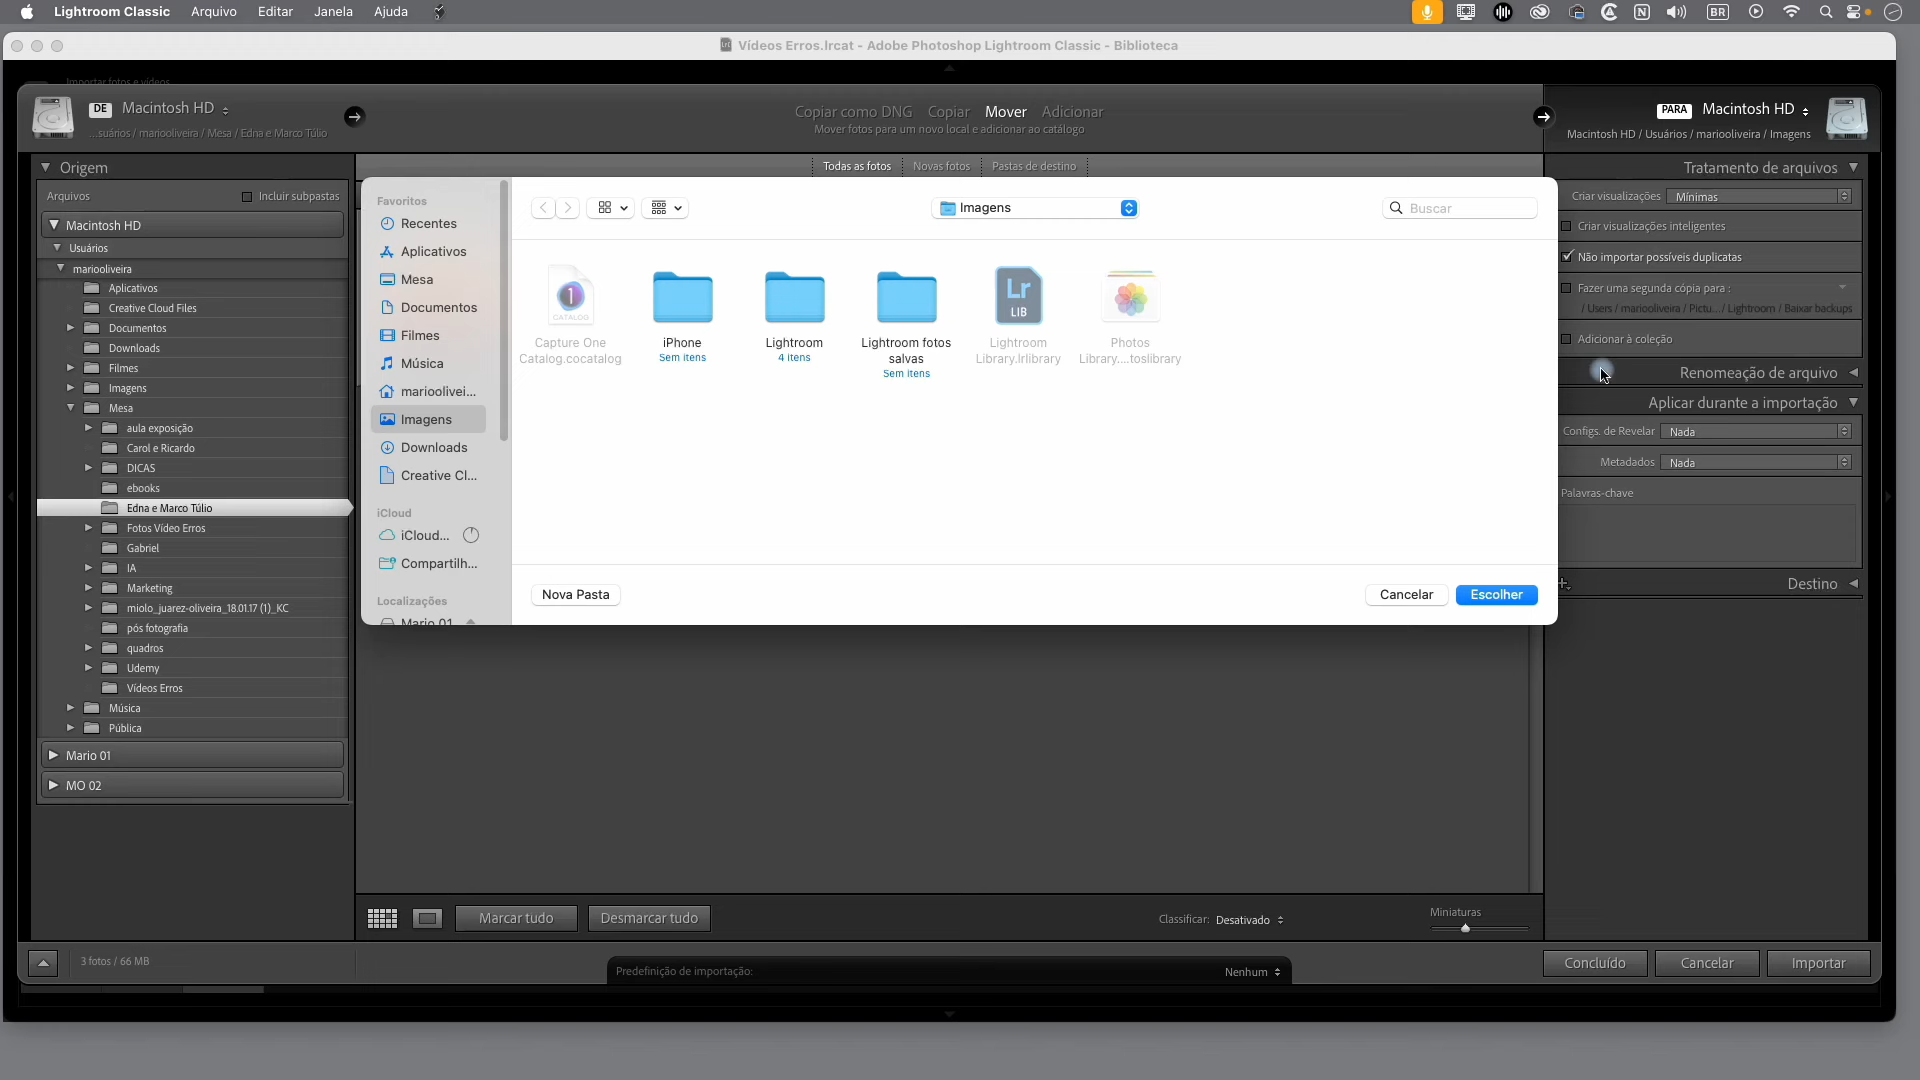 Lightroom Classic Arquivo Editar Janela Ajuda
BR
Vídeos Erros.lrcat - Adobe Photoshop Lightroom Classic - Biblioteca
Importar fotos e vídeos
DE Macintosh HD
...suários / mariooliveira / Mesa / Edna e Marco Túlio
Copiar como DNG Copiar Mover Adicionar
Mover fotos para um novo local e adicionar ao catálogo
PARA Macintosh HD
Macintosh HD / Usuários / mariooliveira / Imagens
Origem
Todas as fotos Novas fotos Pastas de destino
Tratamento de arquivos
Arquivos Incluir subpastas
Macintosh HD
Usuários
mariooliveira
Aplicativos
Creative Cloud Files
Documentos
Downloads
Filmes
Imagens
Mesa
aula exposição
Carol e Ricardo
DICAS
ebooks
Edna e Marco Túlio
Fotos Vídeo Erros
Gabriel
IA
Marketing
miolo_juarez-oliveira_18.01.17 (1)_KC
pós fotografia
quadros
Udemy
Vídeos Erros
Música
Pública
Mario 01
MO 02
Favoritos
Recentes
Aplicativos
Mesa
Documentos
Filmes
Música
marioolivei...
Imagens
Downloads
Creative Cl...
iCloud
iCloud...
Compartilh...
Localizações
Mario 01
Imagens
Buscar
CATALOG
Capture One
Catalog.cocatalog
iPhone
Sem itens
Lightroom
4 itens
Lightroom fotos
salvas
Sem itens
Lr
LIB
Lightroom
Library.lrlibrary
Photos
Library....toslibrary
Nova Pasta
Cancelar Escolher
Criar visualizações Mínimas
Criar visualizações inteligentes
Não importar possíveis duplicatas
Fazer uma segunda cópia para :
/ Users / mariooliveira / Pictu... / Lightroom / Baixar backups
Adicionar à coleção
Renomeação de arquivo
Aplicar durante a importação
Configs. de Revelar Nada
Metadados Nada
Palavras-chave
Destino
Marcar tudo Desmarcar tudo
Classificar: Desativado
Miniaturas
3 fotos / 66 MB
Predefinição de importação: Nenhum
Concluído Cancelar Importar